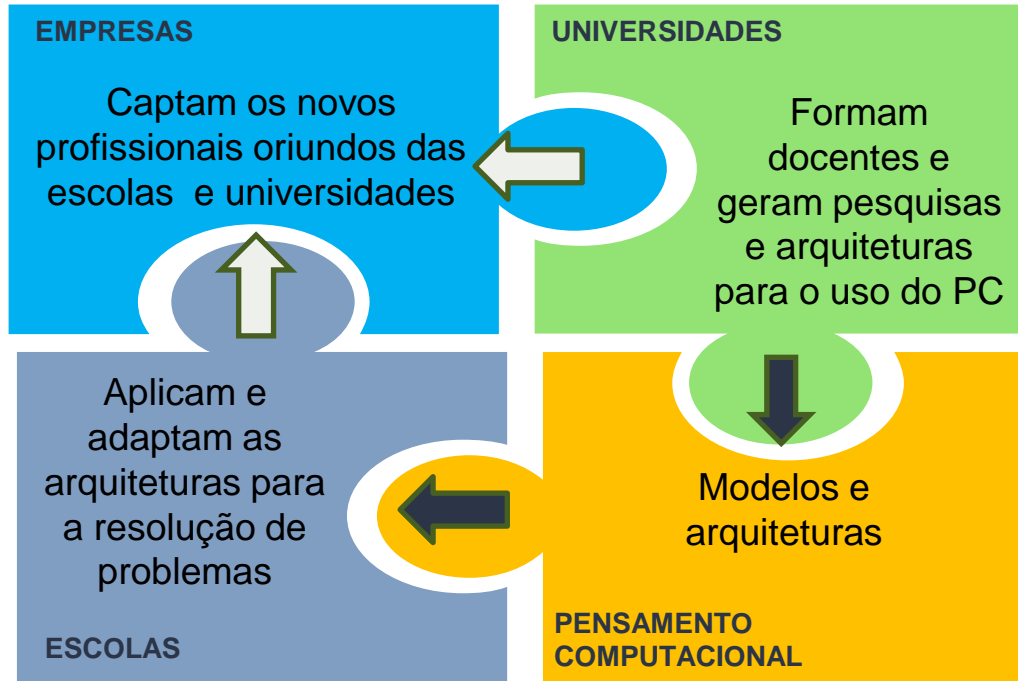 EMPRESAS
Captam os novos
profissionais oriundos das
escolas e universidades
UNIVERSIDADES
Formam
docentes e
geram pesquisas
e arquiteturas
para o uso do PC
Aplicam e
adaptam as
arquiteturas para
a resolução de
problemas
ESCOLAS
Modelos e
arquiteturas
PENSAMENTO
COMPUTACIONAL